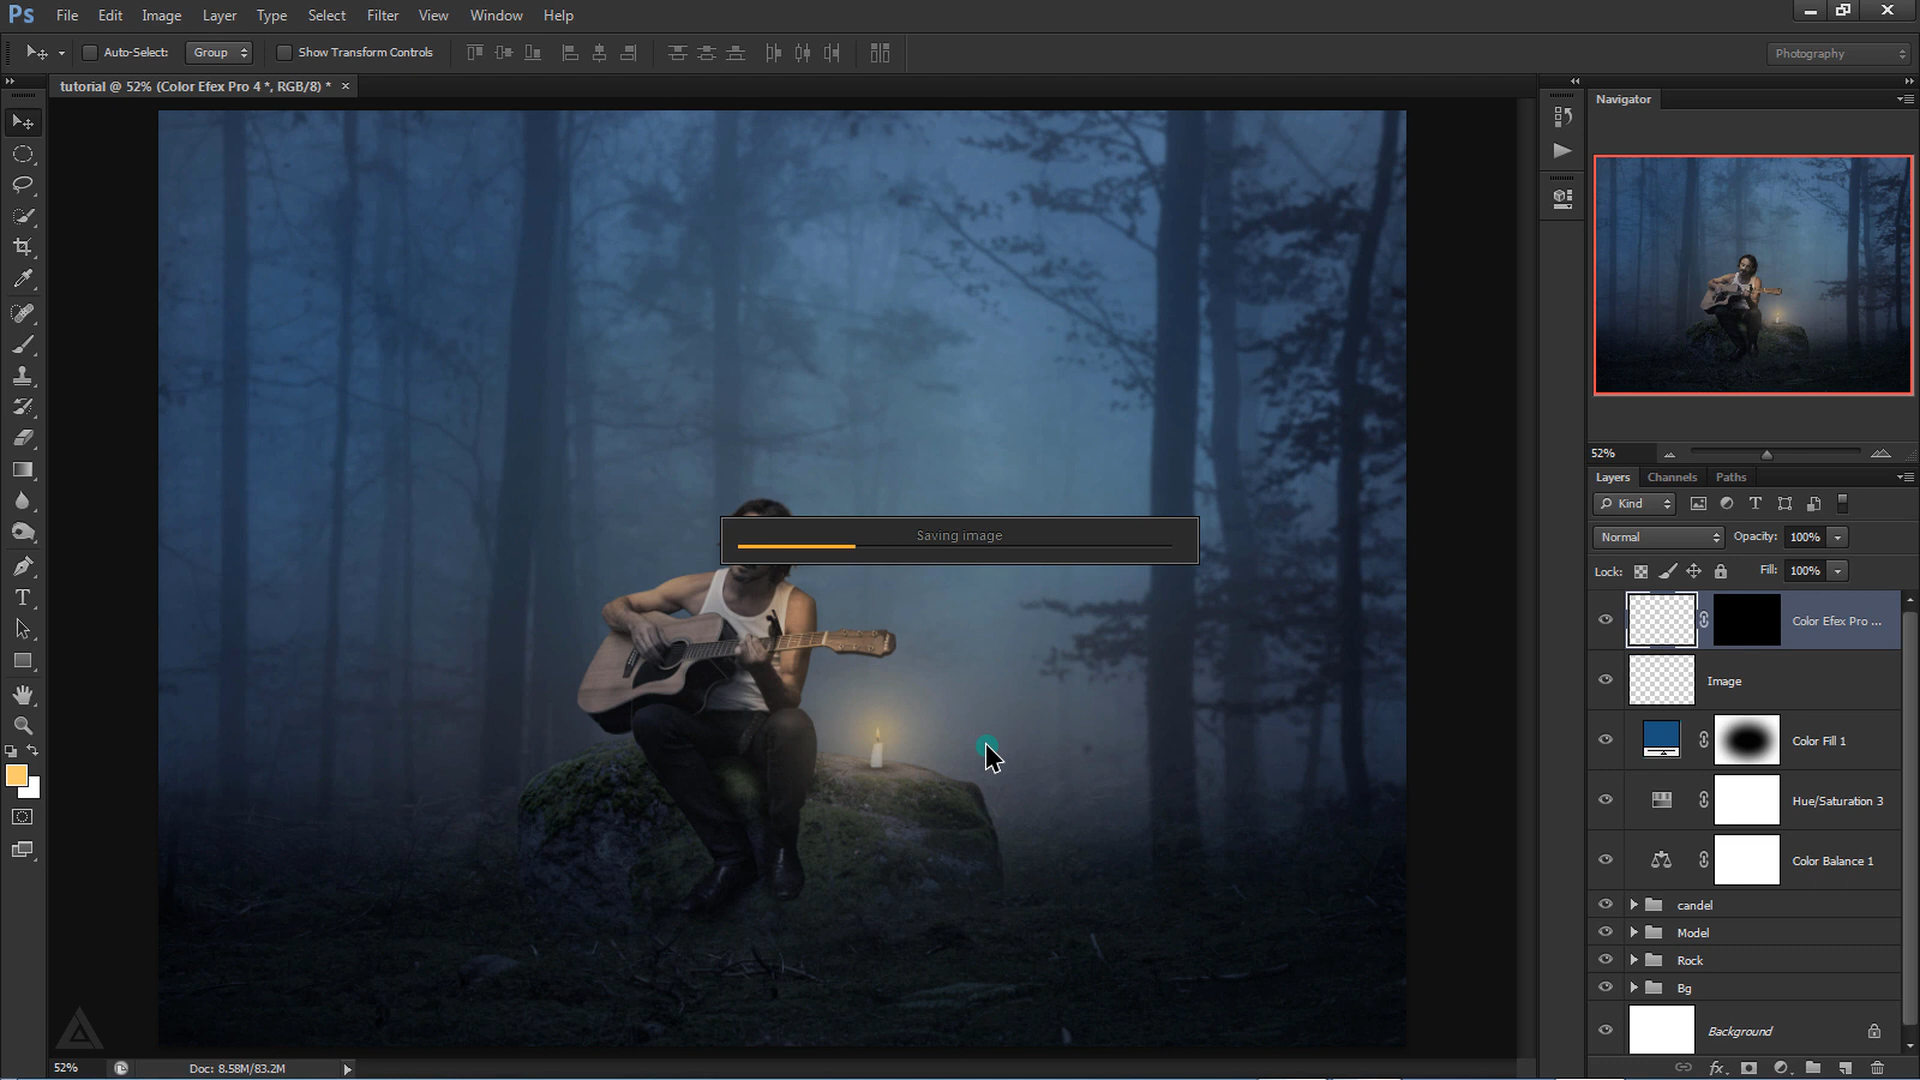 Ps File Edit Image Layer Type Select Filter View Window Help
Auto-Select: Group Show Transform Controls Photography
tutorial @ 52% (Color Efex Pro 4 *, RGB/8) * ×
Navigator
52%
Layers Channels Paths
Kind
Normal Opacity: 100%
Lock: Fill: 100%
Saving image
Color Efex Pro ...
Image
Color Fill 1
Hue/Saturation 3
Color Balance 1
candel
Model
Rock
Bg
Background
52% Doc: 8.58M/83.2M
fx